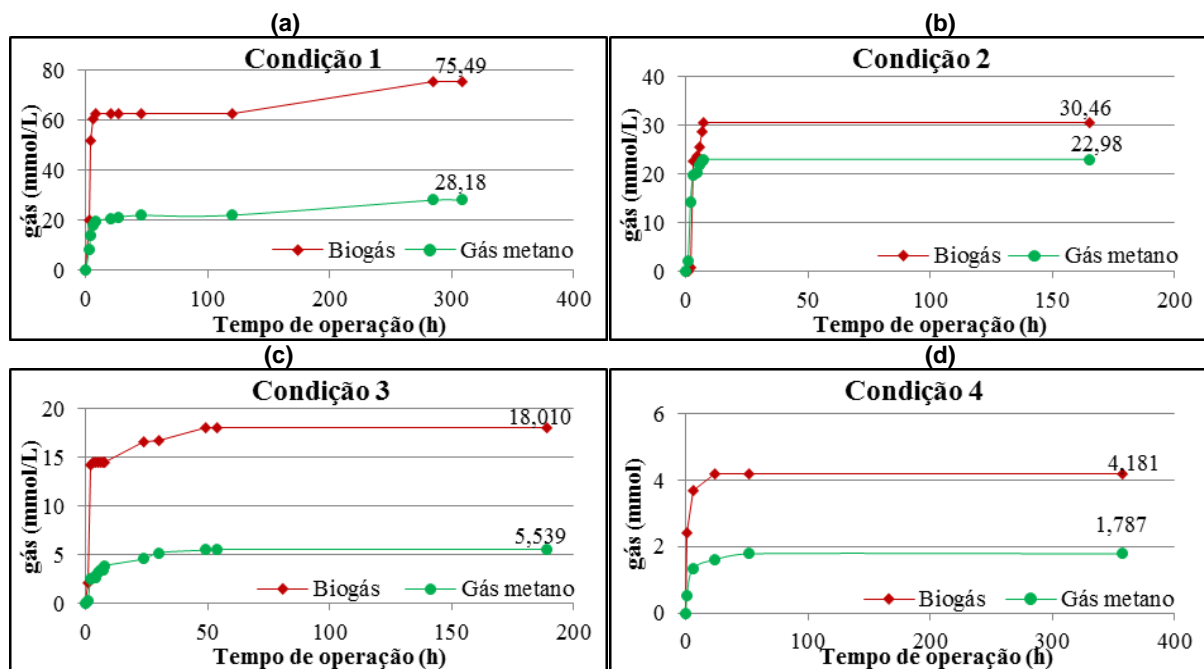 (a)
Condição 1
gás (mmol/L)
80
60
40
20
0
75,49
28,18
Biogás
Gás metano
0
100
200
300
400
Tempo de operação (h)
(b)
Condição 2
gás (mmol/L)
40
30
20
10
0
30,46
22,98
Biogás
Gás metano
0
50
100
150
200
Tempo de operação (h)
(c)
Condição 3
gás (mmol/L)
20
15
10
5
0
18,010
5,539
Biogás
Gás metano
0
50
100
150
200
Tempo de operação (h)
(d)
Condição 4
gás (mmol)
6
4
2
0
4,181
1,787
Biogás
Gás metano
0
100
200
300
400
Tempo de operação (h)